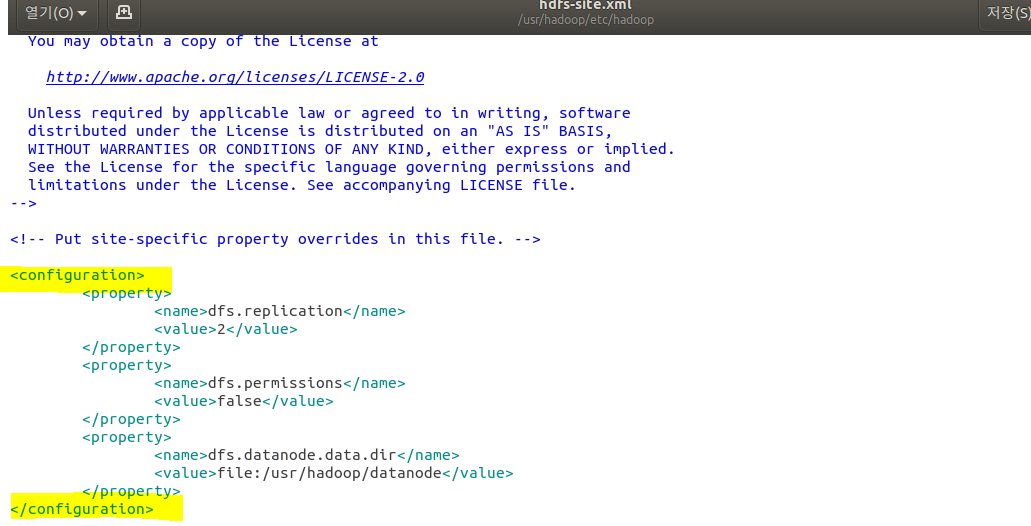 열기(O)
hdfs-site.xml
/usr/hadoop/etc/hadoop
저장(S)
You may obtain a copy of the License at
http://www.apache.org/licenses/LICENSE-2.0
Unless required by applicable law or agreed to in writing, software
distributed under the License is distributed on an "AS IS" BASIS,
WITHOUT WARRANTIES OR CONDITIONS OF ANY KIND, either express or implied.
See the License for the specific language governing permissions and
limitations under the License. See accompanying LICENSE file.
-->
<!-- Put site-specific property overrides in this file. -->
<configuration>
<property>
<name>dfs.replication</name>
<value>2</value>
</property>
<property>
<name>dfs.permissions</name>
<value>false</value>
</property>
<property>
<name>dfs.datanode.data.dir</name>
<value>file:/usr/hadoop/datanode</value>
</property>
</configuration>